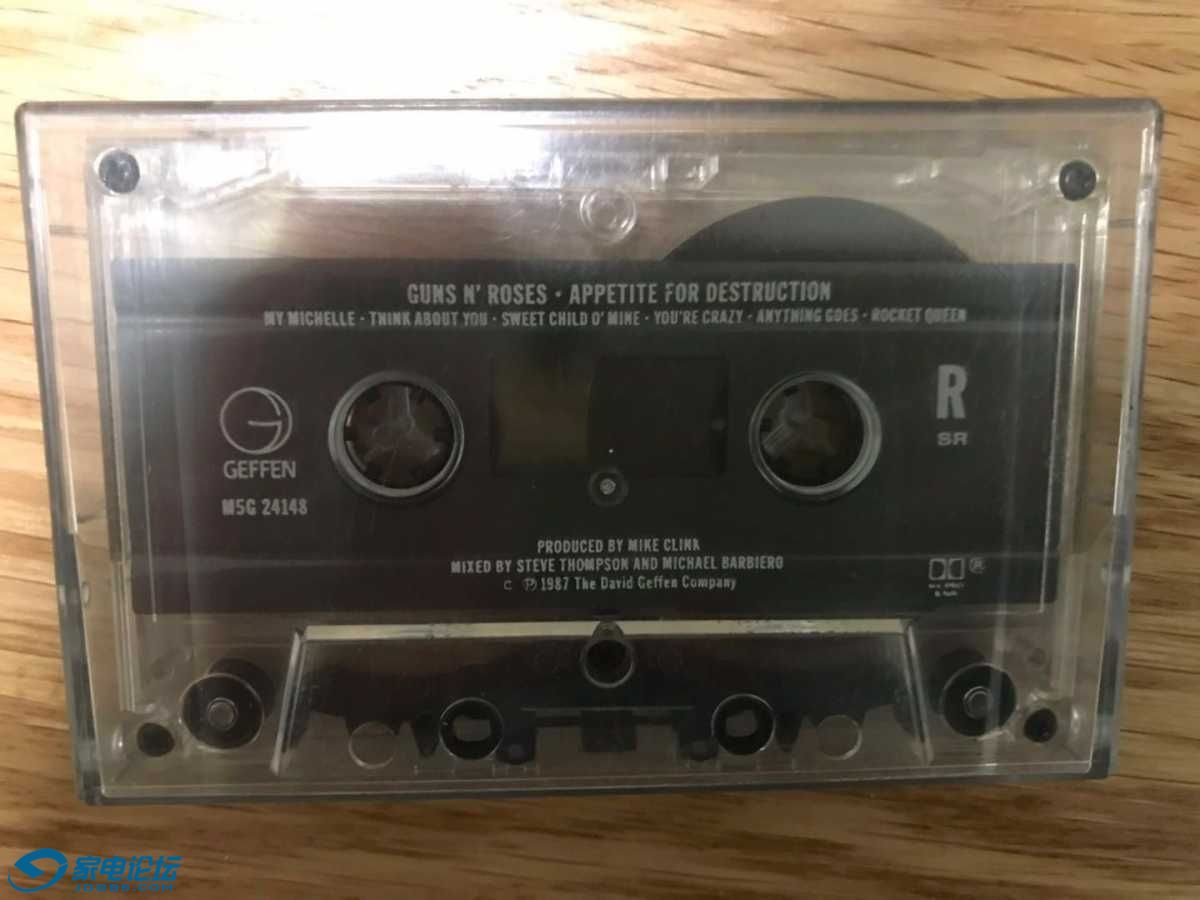 GUNS N' ROSES · APPETITE FOR DESTRUCTION
MY MICHELLE · THINK ABOUT YOU · SWEET CHILD O' MINE · YOU'RE CRAZY · ANYTHING GOES · ROCKET QUEEN
R
SR
G
GEFFEN
M5G 24148
PRODUCED BY MIKE CLINK
MIXED BY STEVE THOMPSON AND MICHAEL BARBIERO
C Ⓟ 1987 The David Geffen Company
家电论坛
JDBBS.COM